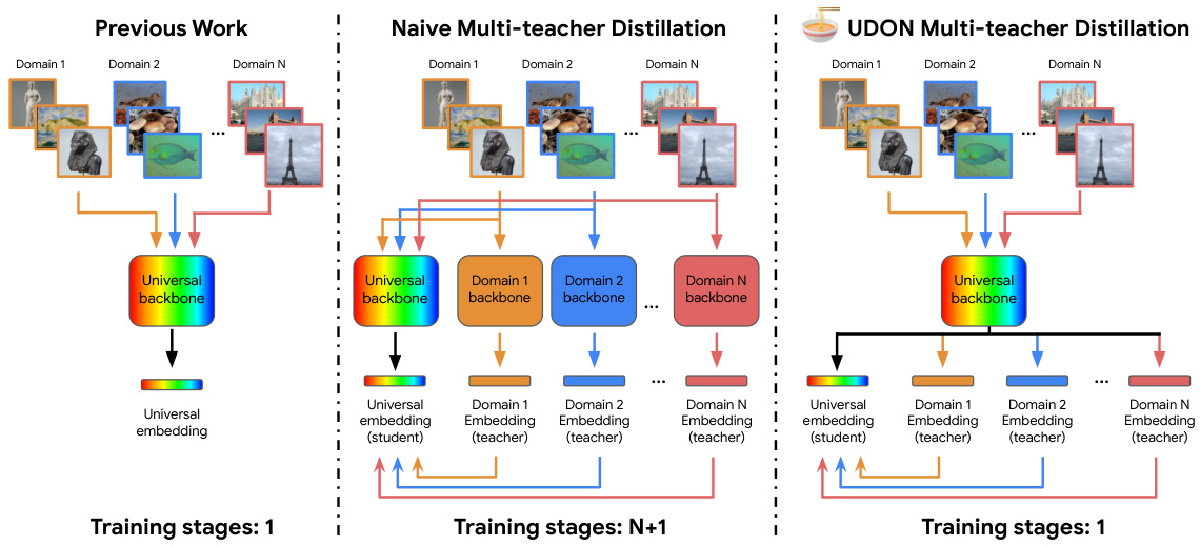 Previous Work
Domain 1
Domain 2
Domain N
...
Universal
backbone
Universal
embedding
Training stages: 1
Naive Multi-teacher Distillation
Domain 1
Domain 2
Domain N
...
Universal
backbone
Domain 1
backbone
Domain 2
backbone
...
Domain N
backbone
...
Universal
embedding
(student)
Domain 1
Embedding
(teacher)
Domain 2
Embedding
(teacher)
Domain N
Embedding
(teacher)
Training stages: N+1
UDON Multi-teacher Distillation
Domain 1
Domain 2
Domain N
...
Universal
backbone
...
Universal
embedding
(student)
Domain 1
Embedding
(teacher)
Domain 2
Embedding
(teacher)
Domain N
Embedding
(teacher)
Training stages: 1